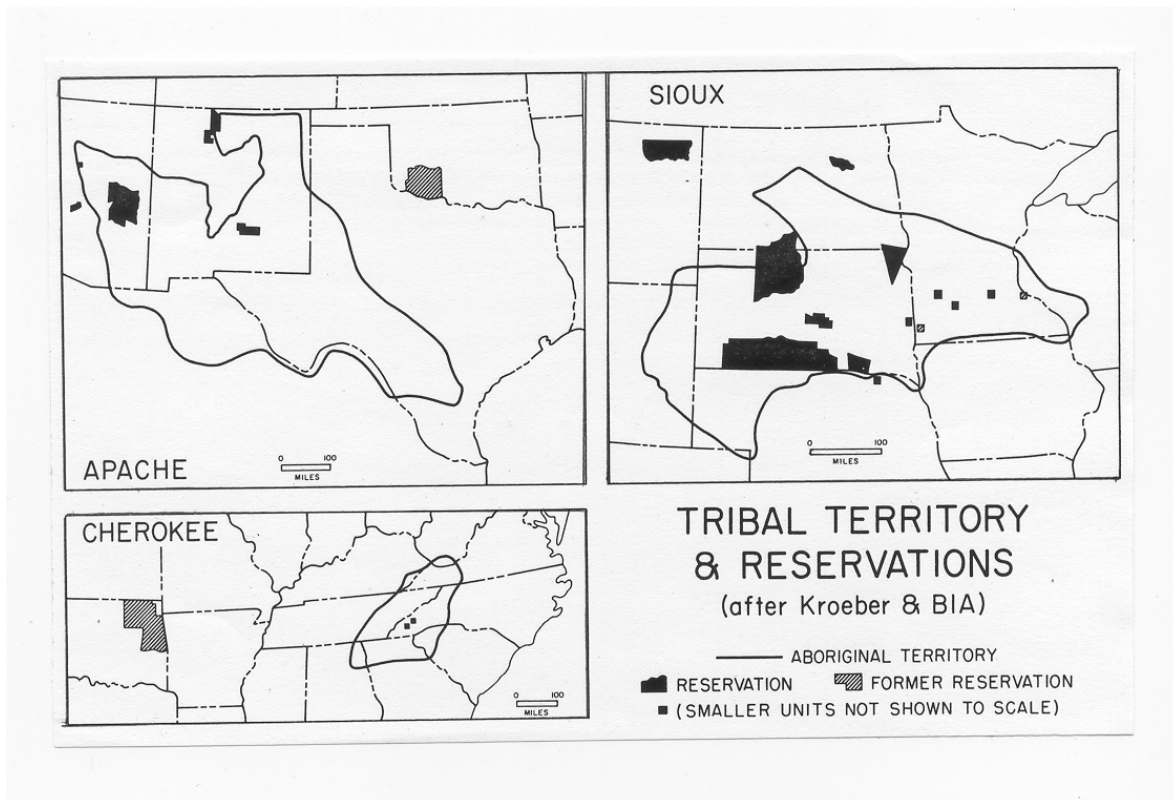 APACHE
0 100
MILES
SIOUX
0 100
MILES
CHEROKEE
0 100
MILES
TRIBAL TERRITORY
& RESERVATIONS
(after Kroeber & BIA)
ABORIGINAL TERRITORY
RESERVATION FORMER RESERVATION
(SMALLER UNITS NOT SHOWN TO SCALE)